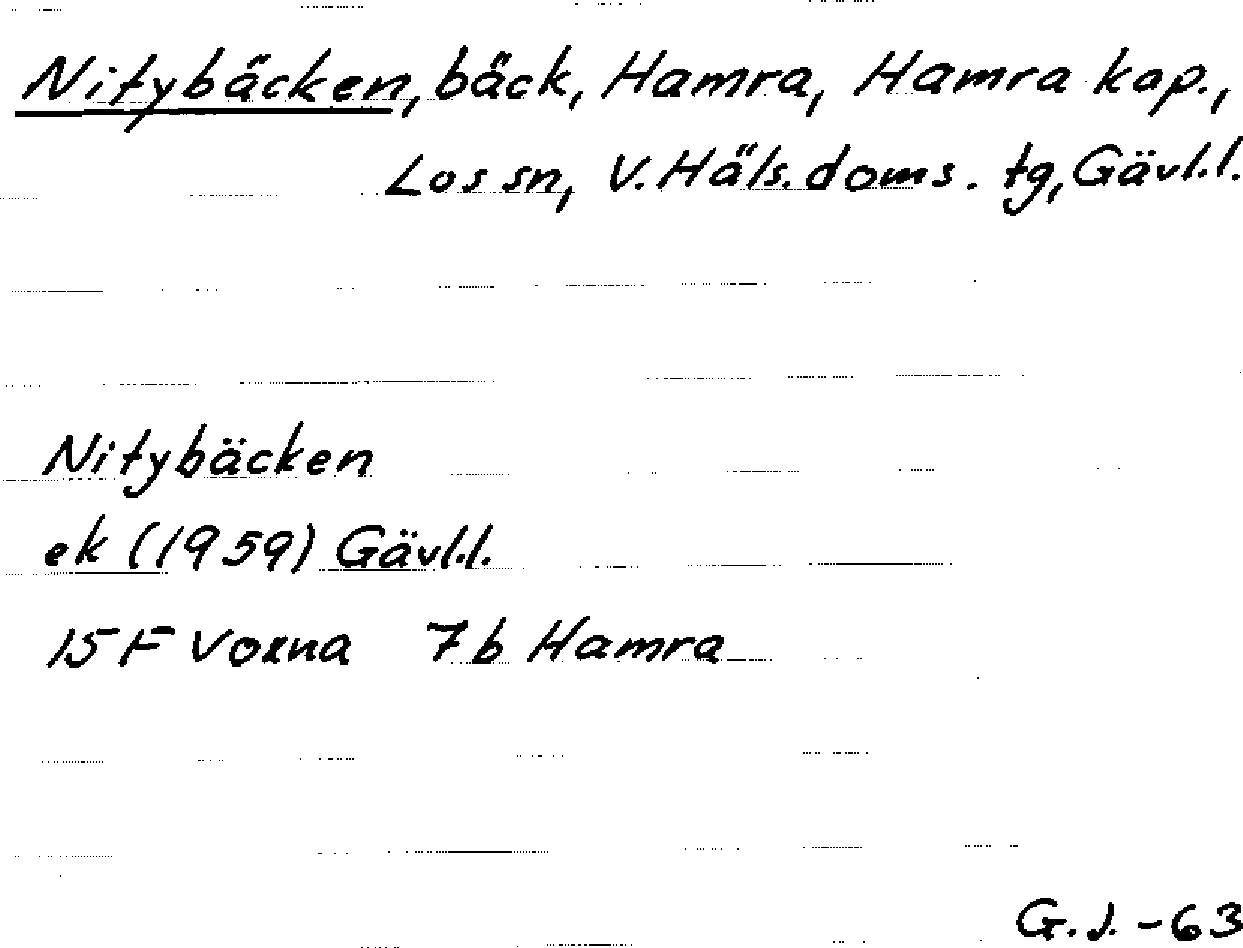 Nitybäcken, bäck, Hamra, Hamra kap.,
Los sn, V. Häls. doms. tg, Gävl.l.
Nitybäcken
ek (1959) Gävl.l.
15 F Voxna 7b Hamra
G.J. -63